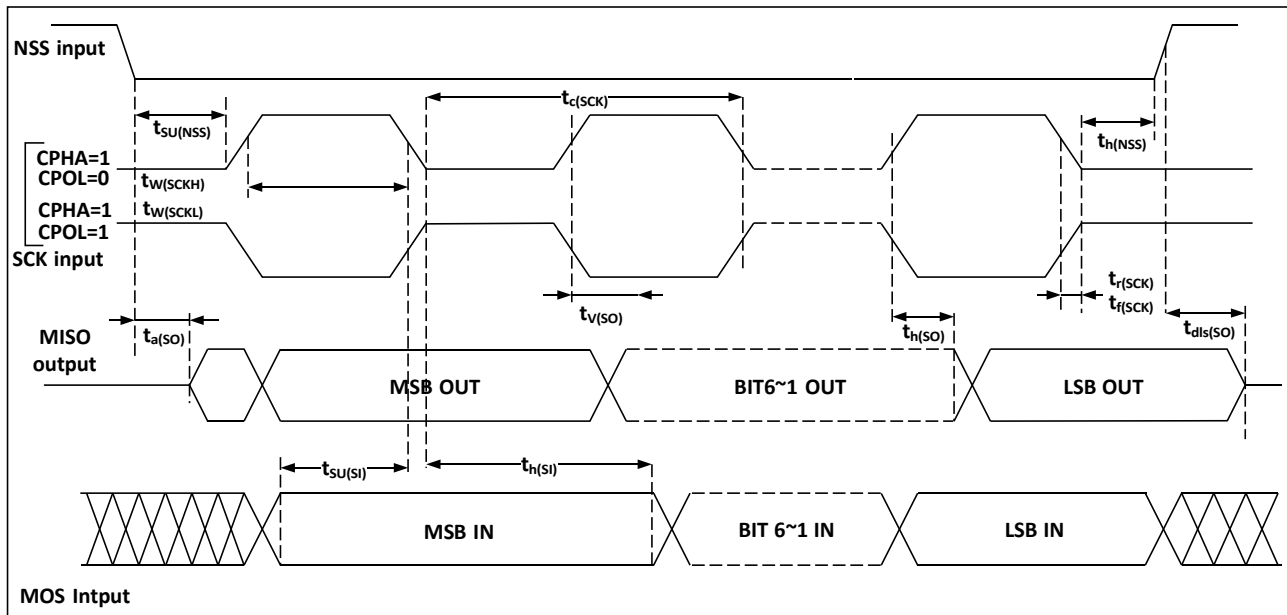 NSS input
tc(SCK)
tSU(NSS)
th(NSS)
CPHA=1
CPOL=0
tW(SCKH)
CPHA=1
tW(SCKL)
CPOL=1
SCK input
tr(SCK)
tV(SO)
tf(SCK)
ta(SO)
th(SO)
tdis(SO)
MISO
output
MSB OUT
BIT6~1 OUT
LSB OUT
tSU(SI)
th(SI)
MSB IN
BIT 6~1 IN
LSB IN
MOS Intput